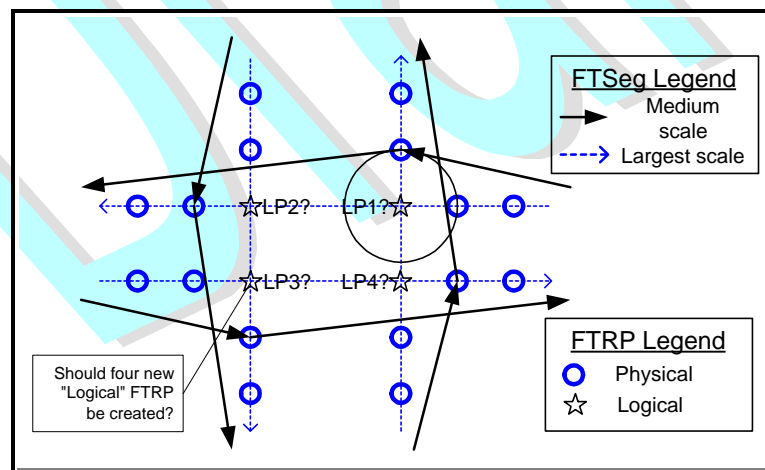 FTSeg Legend
Medium
scale
Largest scale
LP2?
LP1?
LP3?
LP4?
Should four new
"Logical" FTRP
be created?
FTRP Legend
Physical
Logical